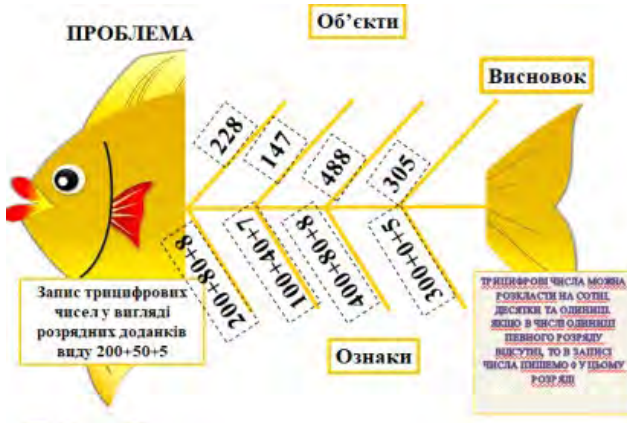 ПРОБЛЕМА
Об’єкти
Висновок
228
147
488
305
200+80+8
100+40+7
400+80+8
300+0+5
Запис трицифрових
чисел у вигляді
розрядних доданків
виду 200+50+5
Ознаки
ТРИЦИФРОВІ ЧИСЛА МОЖНА
РОЗКЛАСТИ НА СОТНІ,
ДЕСЯТКИ ТА ОДИНИЦІ.
ЯКЩО В ЧИСЛІ ОДИНИЦІ
ПЕВНОГО РОЗРЯДУ
ВІДСУТНІ, ТО В ЗАПИСІ
ЧИСЛА ПИШЕМО 0 У ЦЬОМУ
РОЗРЯДІ